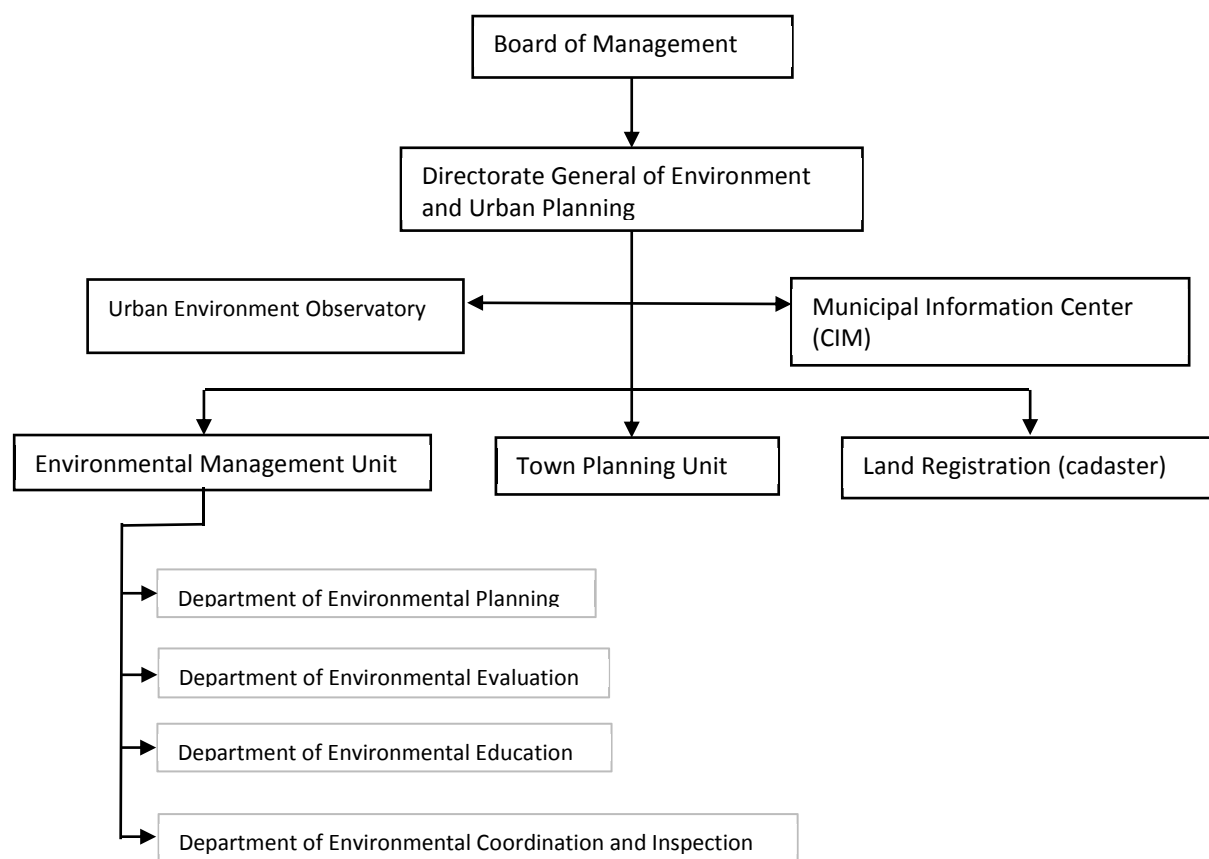 Board of Management
Directorate General of Environment
and Urban Planning
Urban Environment Observatory
Municipal Information Center
(CIM)
Environmental Management Unit
Town Planning Unit
Land Registration (cadaster)
Department of Environmental Planning
Department of Environmental Evaluation
Department of Environmental Education
Department of Environmental Coordination and Inspection